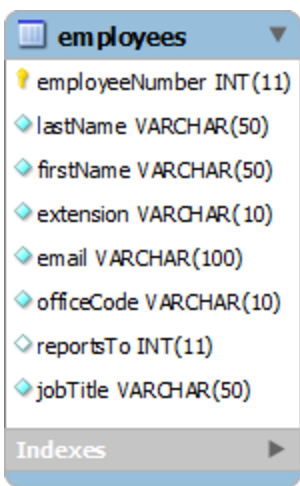 employees
employeeNumber INT(11)
lastName VARCHAR(50)
firstName VARCHAR(50)
extension VARCHAR(10)
email VARCHAR(100)
officeCode VARCHAR(10)
reportsTo INT(11)
jobTitle VARCHAR(50)
Indexes